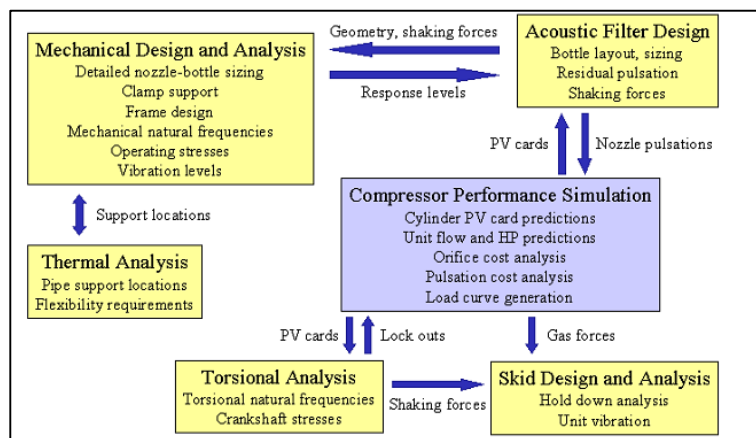 Mechanical Design and Analysis
Detailed nozzle-bottle sizing
Clamp support
Frame design
Mechanical natural frequencies
Operating stresses
Vibration levels
Geometry, shaking forces
Response levels
Acoustic Filter Design
Bottle layout, sizing
Residual pulsation
Shaking forces
PV cards
Nozzle pulsations
Support locations
Compressor Performance Simulation
Cylinder PV card predictions
Unit flow and HP predictions
Orifice cost analysis
Pulsation cost analysis
Load curve generation
Thermal Analysis
Pipe support locations
Flexibility requirements
PV cards
Lock outs
Gas forces
Torsional Analysis
Torsional natural frequencies
Crankshaft stresses
Shaking forces
Skid Design and Analysis
Hold down analysis
Unit vibration